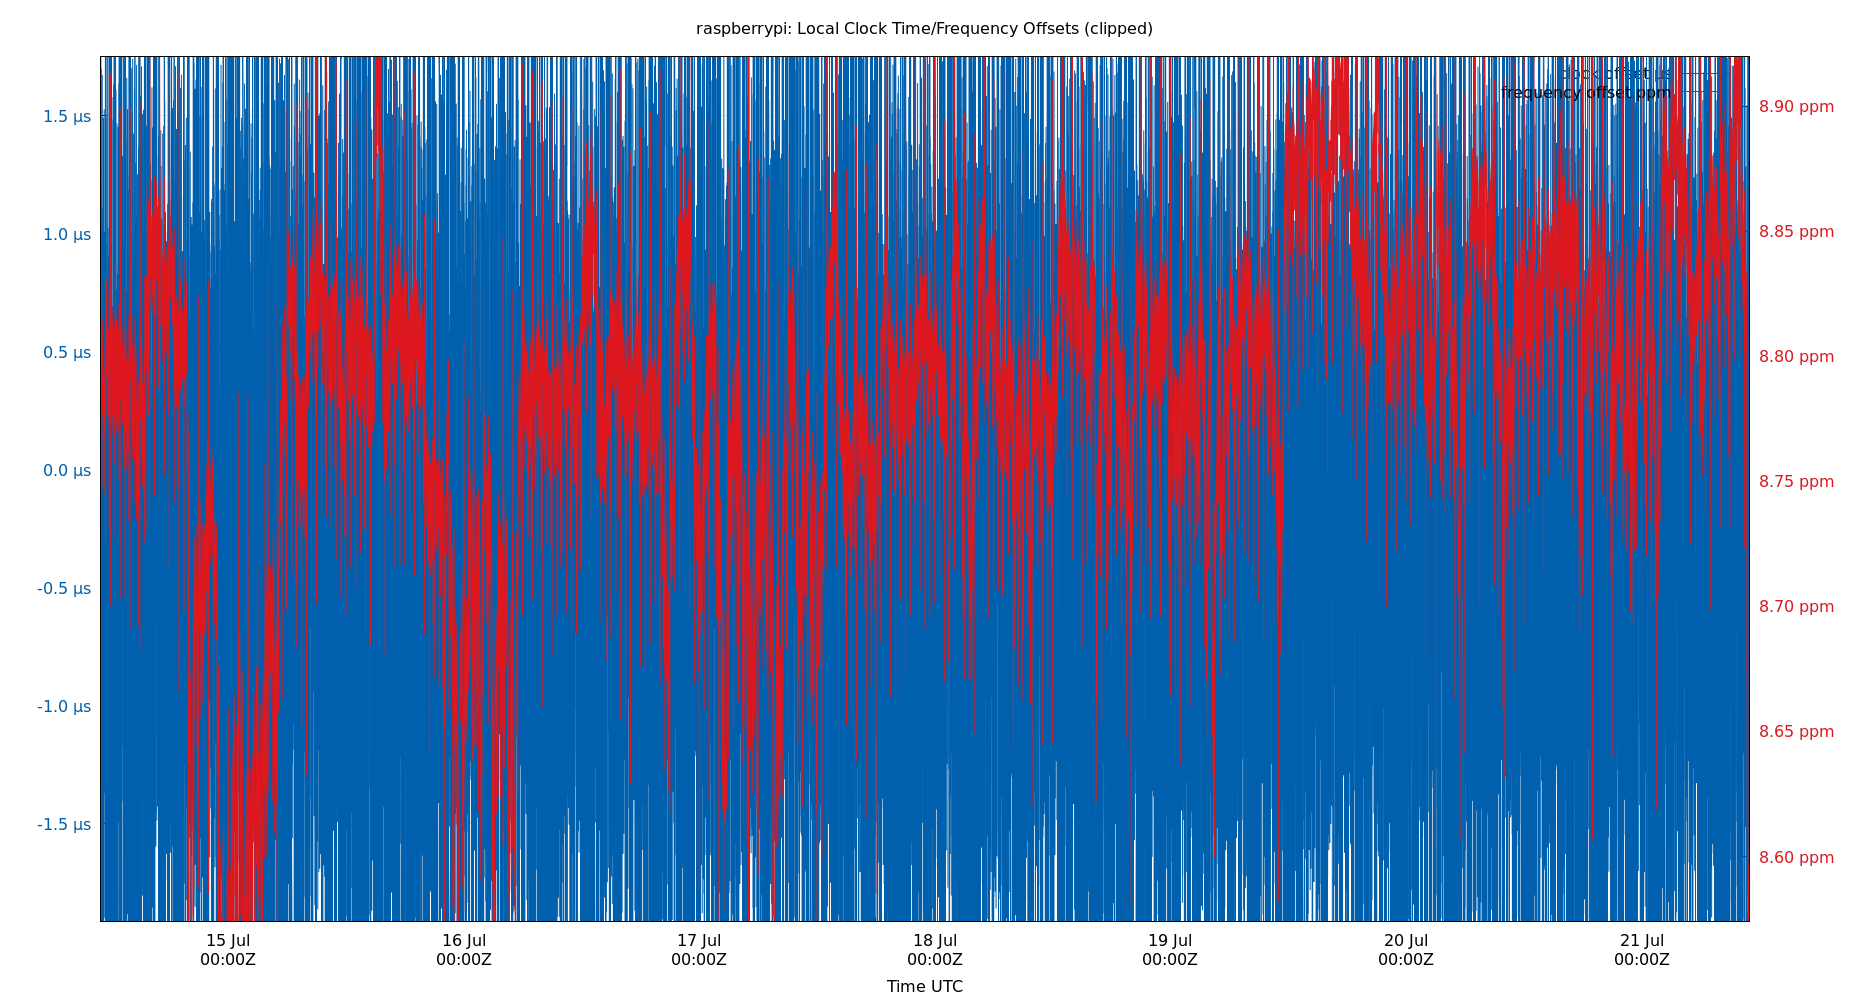 raspberrypi: Local Clock Time/Frequency Offsets (clipped)
clock offset µs
frequency offset ppm
1.5 µs
1.0 µs
0.5 µs
0.0 µs
-0.5 µs
-1.0 µs
-1.5 µs
8.90 ppm
8.85 ppm
8.80 ppm
8.75 ppm
8.70 ppm
8.65 ppm
8.60 ppm
15 Jul 16 Jul 17 Jul 18 Jul 19 Jul 20 Jul 21 Jul
00:00Z 00:00Z 00:00Z 00:00Z 00:00Z 00:00Z 00:00Z
Time UTC